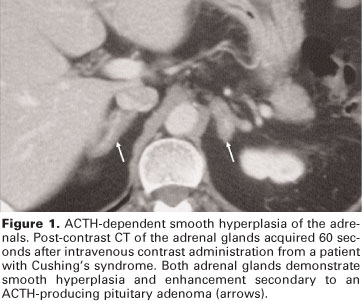 Figure 1. ACTH-dependent smooth hyperplasia of the adre-
nals. Post-contrast CT of the adrenal glands acquired 60 sec-
onds after intravenous contrast administration from a patient
with Cushing's syndrome. Both adrenal glands demonstrate
smooth hyperplasia and enhancement secondary to an
ACTH-producing pituitary adenoma (arrows).